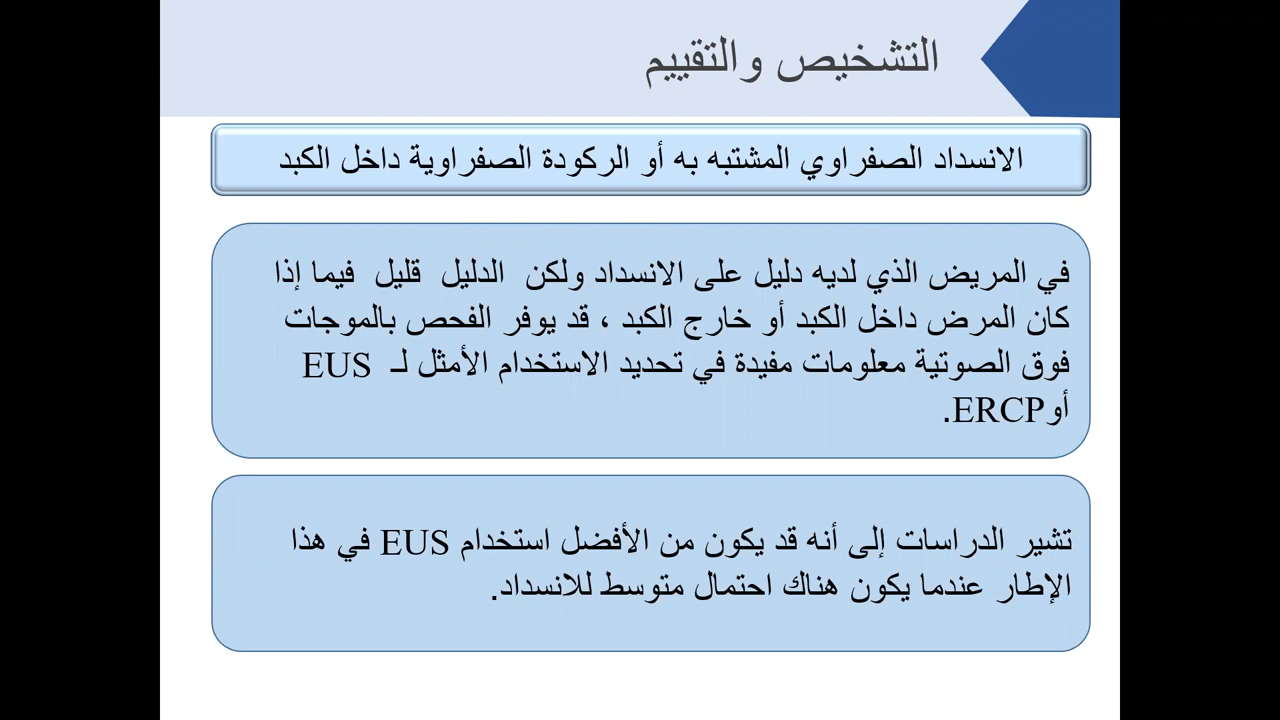 التشخيص والتقييم
الانسداد الصفراوي المشتبه به أو الركودة الصفراوية داخل الكبد
في المريض الذي لديه دليل على الانسداد ولكن الدليل قليل فيما إذا
كان المرض داخل الكبد أو خارج الكبد ، قد يوفر الفحص بالموجات
فوق الصوتية معلومات مفيدة في تحديد الاستخدام الأمثل لـ EUS
أوERCP.
تشير الدراسات إلى أنه قد يكون من الأفضل استخدام EUS في هذا
الإطار عندما يكون هناك احتمال متوسط للانسداد.